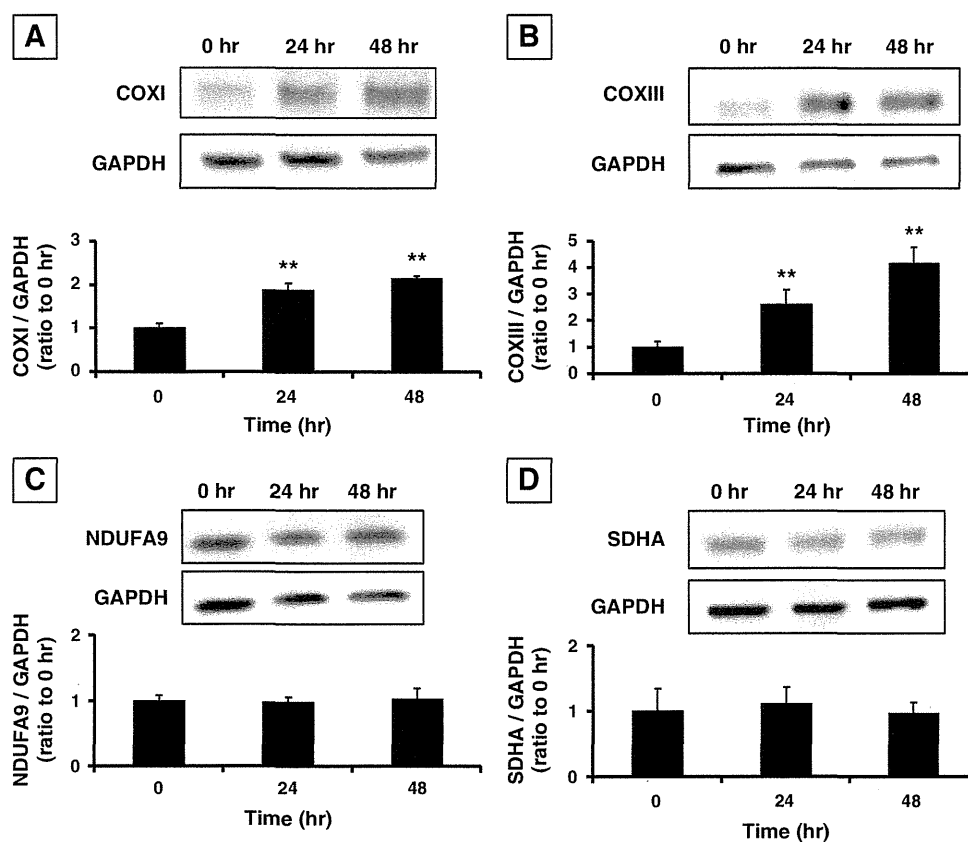 A
0 hr 24 hr 48 hr
COXI
GAPDH
COXI / GAPDH
(ratio to 0 hr)
3
2
1
0
** **
0 24 48
Time (hr)
B
0 hr 24 hr 48 hr
COXIII
GAPDH
COXIII / GAPDH
(ratio to 0 hr)
5
4
3
2
1
0
** **
0 24 48
Time (hr)
C
0 hr 24 hr 48 hr
NDUFA9
GAPDH
NDUFA9 / GAPDH
(ratio to 0 hr)
2
1
0
0 24 48
Time (hr)
D
0 hr 24 hr 48 hr
SDHA
GAPDH
SDHA / GAPDH
(ratio to 0 hr)
2
1
0
0 24 48
Time (hr)